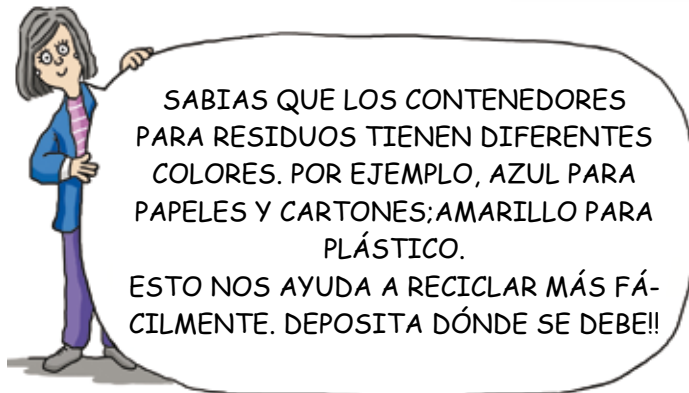 SABIAS QUE LOS CONTENEDORES
PARA RESIDUOS TIENEN DIFERENTES
COLORES. POR EJEMPLO, AZUL PARA
PAPELES Y CARTONES;AMARILLO PARA
PLÁSTICO.
ESTO NOS AYUDA A RECICLAR MÁS FÁ-
CILMENTE. DEPOSITA DÓNDE SE DEBE!!